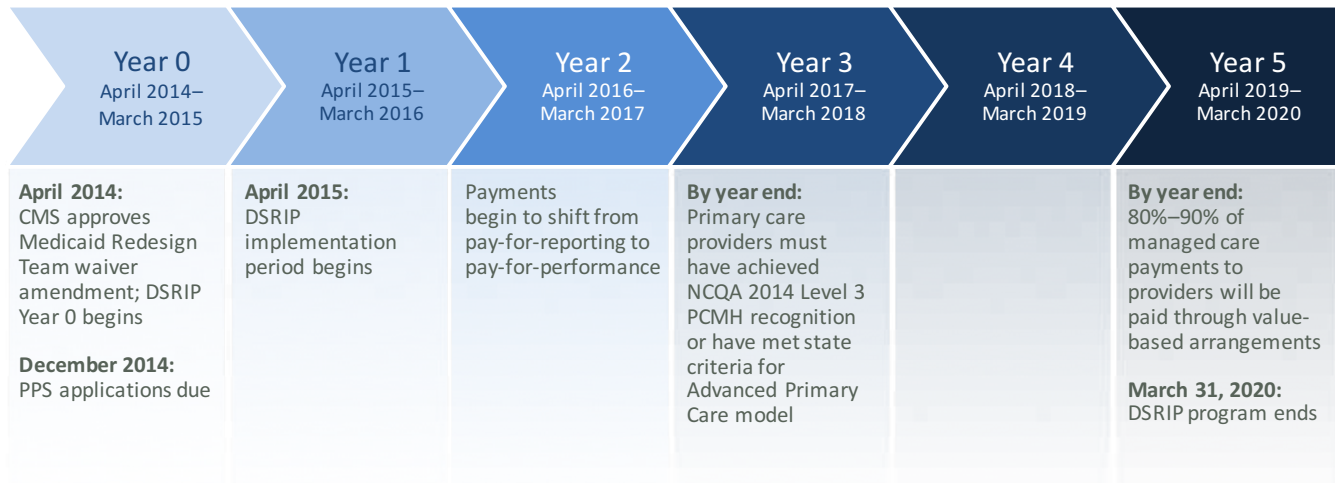 Year 0
April 2014–
March 2015
Year 1
April 2015–
March 2016
Year 2
April 2016–
March 2017
Year 3
April 2017–
March 2018
Year 4
April 2018–
March 2019
Year 5
April 2019–
March 2020
April 2014:
CMS approves
Medicaid Redesign
Team waiver
amendment; DSRIP
Year 0 begins
December 2014:
PPS applications due
April 2015:
DSRIP
implementation
period begins
Payments
begin to shift from
pay-for-reporting to
pay-for-performance
By year end:
Primary care
providers must
have achieved
NCQA 2014 Level 3
PCMH recognition
or have met state
criteria for
Advanced Primary
Care model
By year end:
80%–90% of
managed care
payments to
providers will be
paid through value-
based arrangements
March 31, 2020:
DSRIP program ends